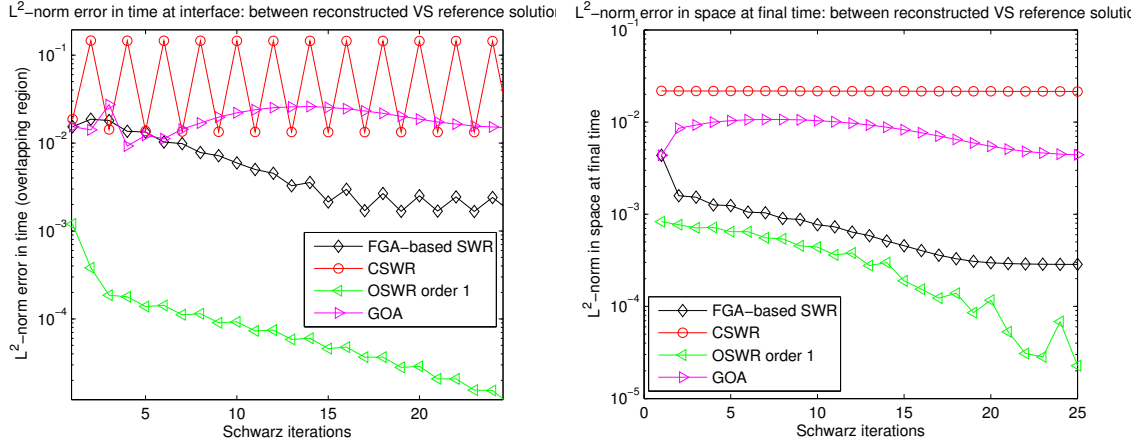 L²−norm error in time at interface: between reconstructed VS reference solution
10⁻¹
10⁻²
10⁻³
10⁻⁴
L²−norm error in time (overlapping region)
5
10
15
20
Schwarz iterations
FGA−based SWR
CSWR
OSWR order 1
GOA
L²−norm error in space at final time: between reconstructed VS reference solutio
10⁻¹
10⁻²
10⁻³
10⁻⁴
10⁻⁵
L²−norm in space at final time
0
5
10
15
20
25
Schwarz iterations
FGA−based SWR
CSWR
OSWR order 1
GOA